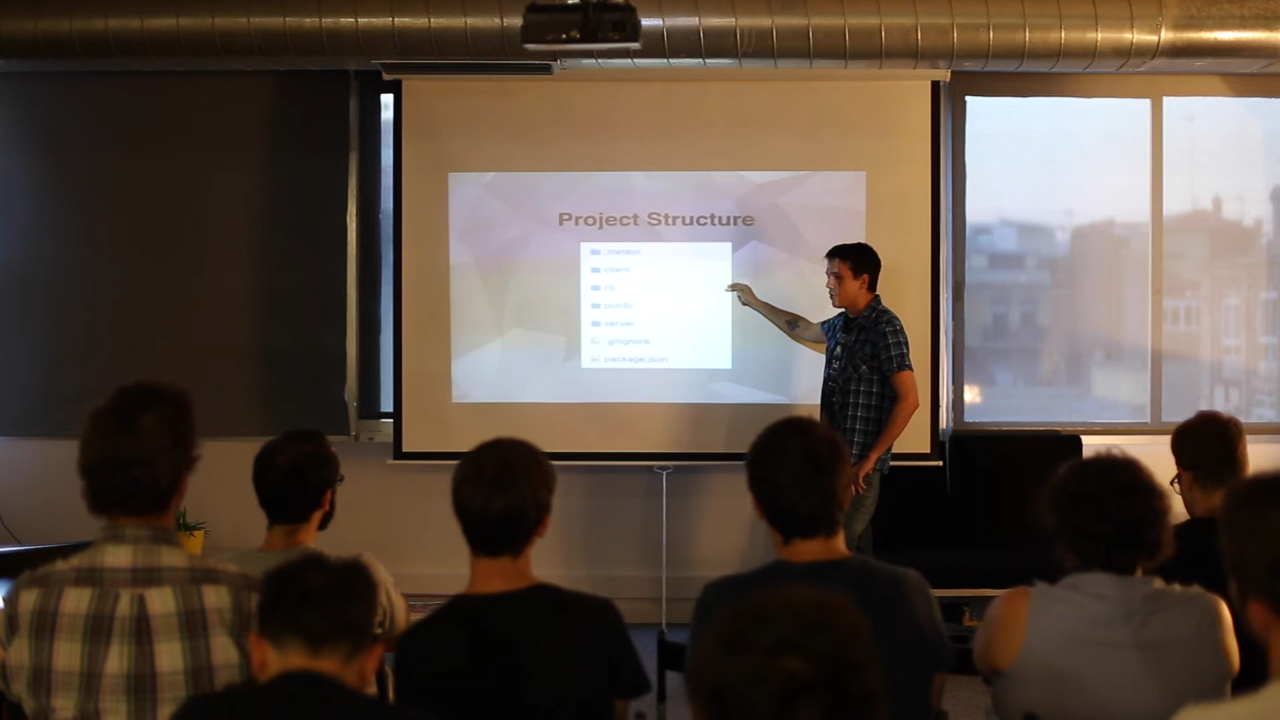 Project Structure
.meteor
client
lib
public
server
.gitignore
package.json